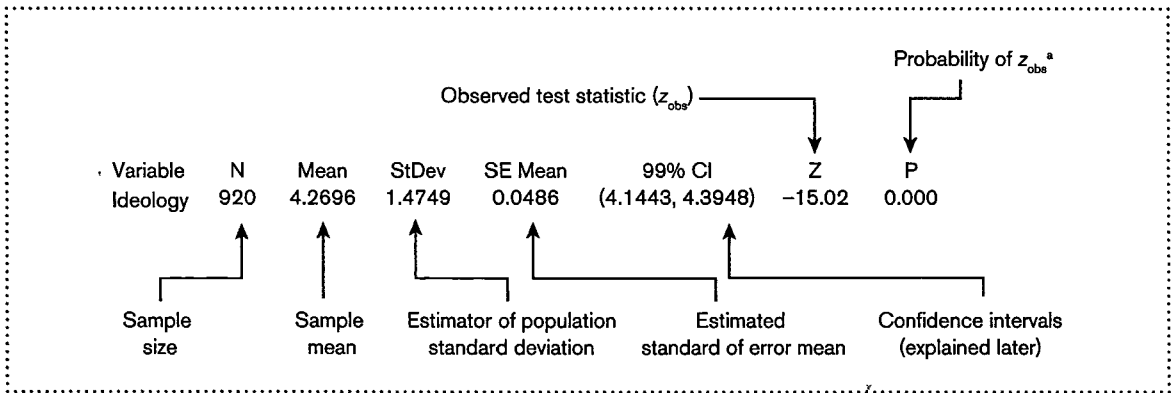 Probability of z_obs^a
Observed test statistic (z_obs)
Variable N Mean StDev SE Mean 99% CI Z P
Ideology 920 4.2696 1.4749 0.0486 (4.1443, 4.3948) −15.02 0.000
Sample size
Sample mean
Estimator of population standard deviation
Estimated standard of error mean
Confidence intervals (explained later)